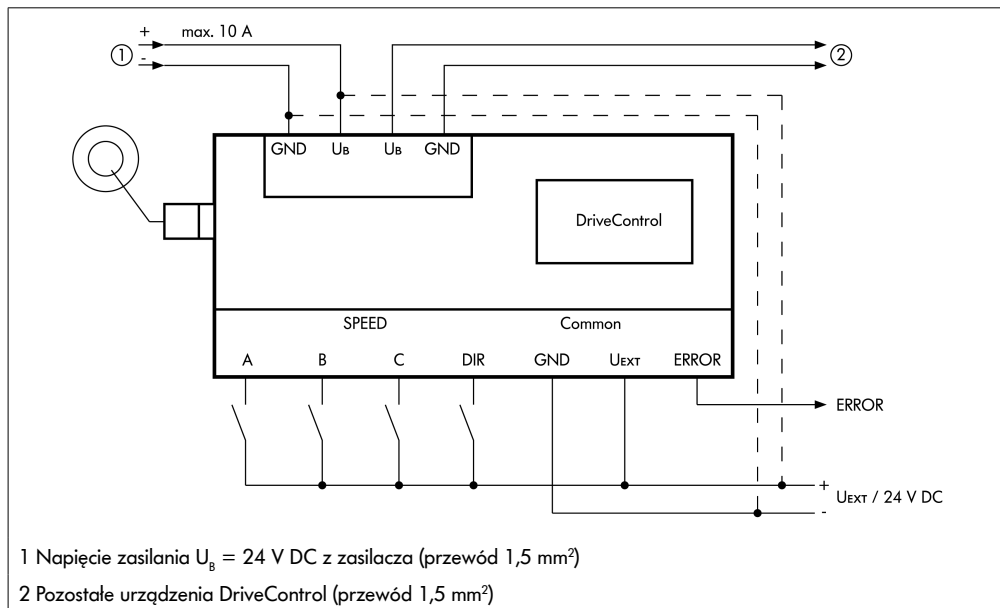 + max. 10 A
1 - 2
GND UB UB GND
DriveControl
SPEED Common
A B C DIR GND UEXT ERROR
ERROR
+
UEXT / 24 V DC
-
1 Napięcie zasilania UB = 24 V DC z zasilacza (przewód 1,5 mm²)
2 Pozostałe urządzenia DriveControl (przewód 1,5 mm²)